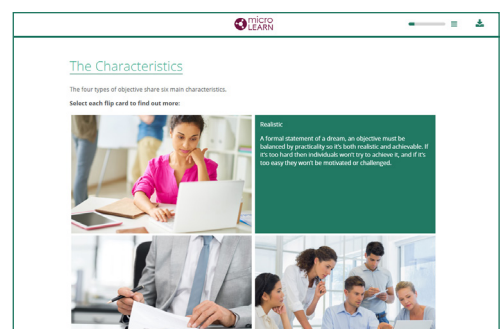 micro
LEARN
The Characteristics
The four types of objective share six main characteristics.
Select each flip card to find out more:
Realistic
A formal statement of a dream, an objective must be
balanced by practicality so it's both realistic and achievable. If
it's too hard then individuals won't try to achieve it, and if it's
too easy they won't be motivated or challenged.